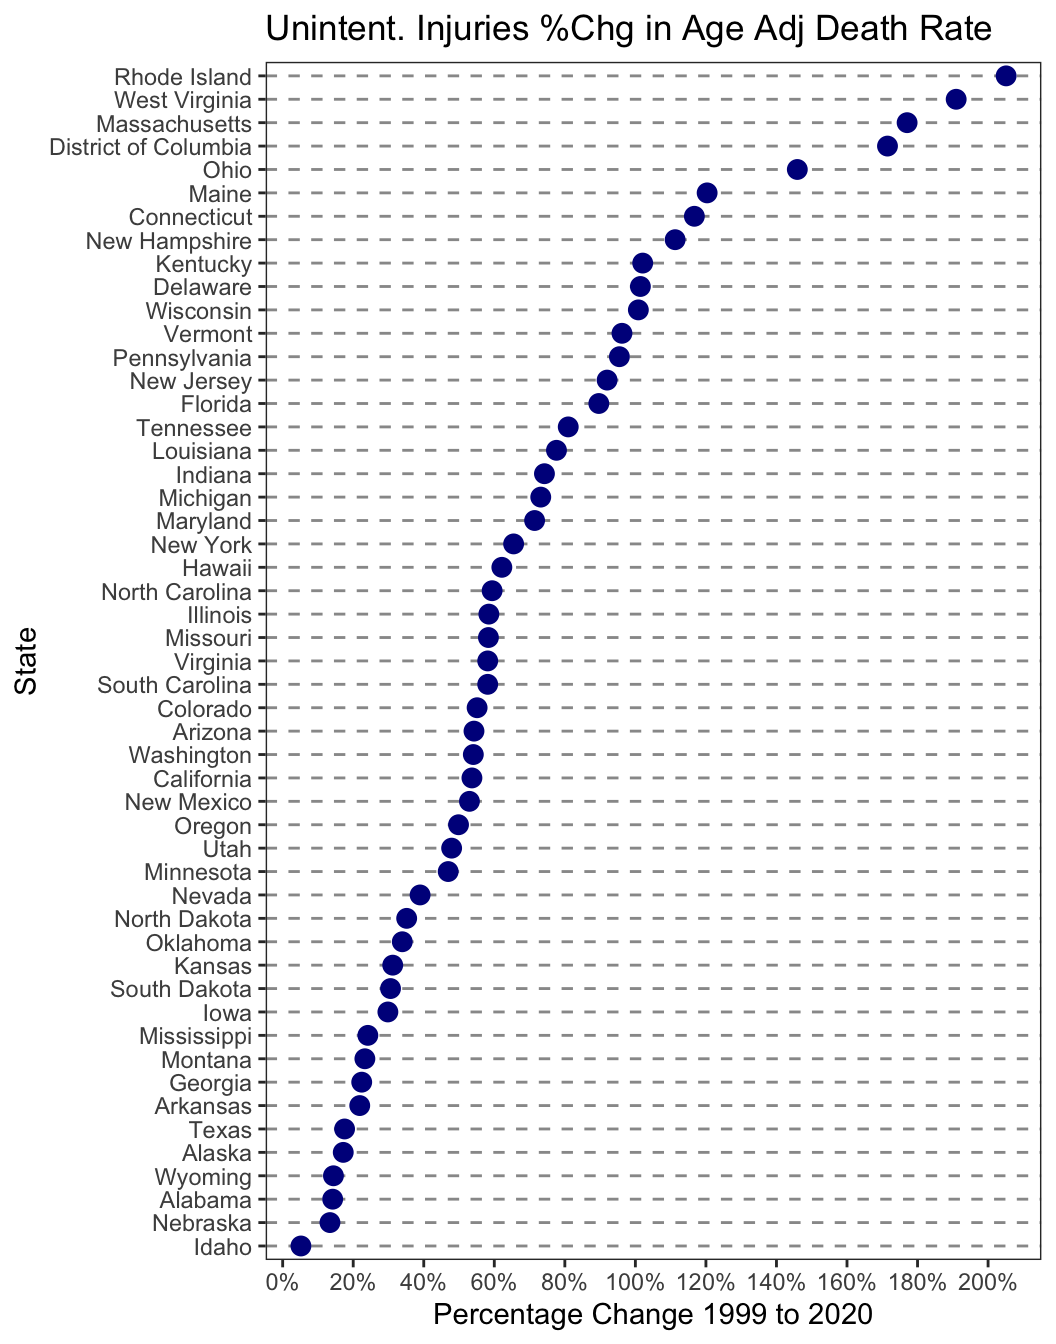 Unintent. Injuries %Chg in Age Adj Death Rate
State
Rhode Island
West Virginia
Massachusetts
District of Columbia
Ohio
Maine
Connecticut
New Hampshire
Kentucky
Delaware
Wisconsin
Vermont
Pennsylvania
New Jersey
Florida
Tennessee
Louisiana
Indiana
Michigan
Maryland
New York
Hawaii
North Carolina
Illinois
Missouri
Virginia
South Carolina
Colorado
Arizona
Washington
California
New Mexico
Oregon
Utah
Minnesota
Nevada
North Dakota
Oklahoma
Kansas
South Dakota
Iowa
Mississippi
Montana
Georgia
Arkansas
Texas
Alaska
Wyoming
Alabama
Nebraska
Idaho
0% 20% 40% 60% 80% 100% 120% 140% 160% 180% 200%
Percentage Change 1999 to 2020